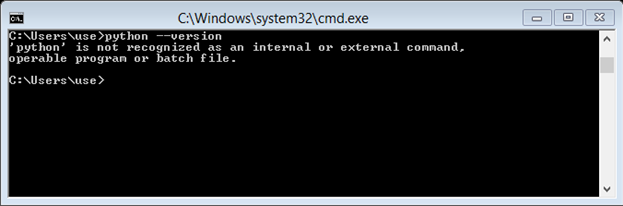 C:\Windows\system32\cmd.exe
C:\Users\use>python --version
'python' is not recognized as an internal or external command,
operable program or batch file.
C:\Users\use>